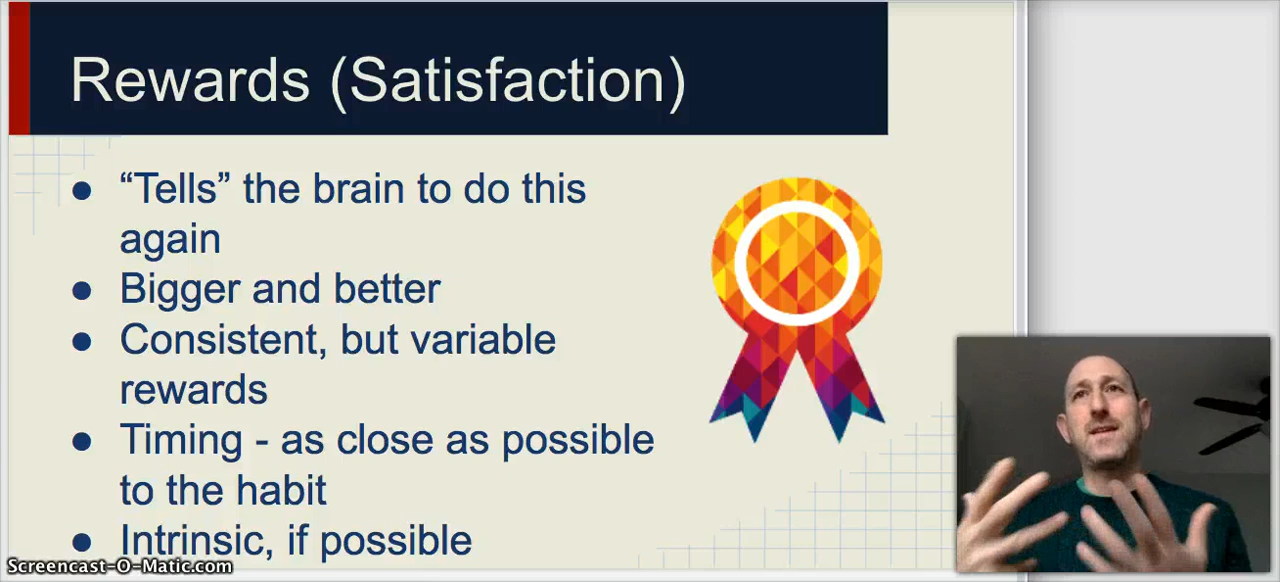 Rewards (Satisfaction)
● “Tells” the brain to do this
again
● Bigger and better
● Consistent, but variable
rewards
● Timing - as close as possible
to the habit
● Intrinsic, if possible
Screencast-O-Matic.com